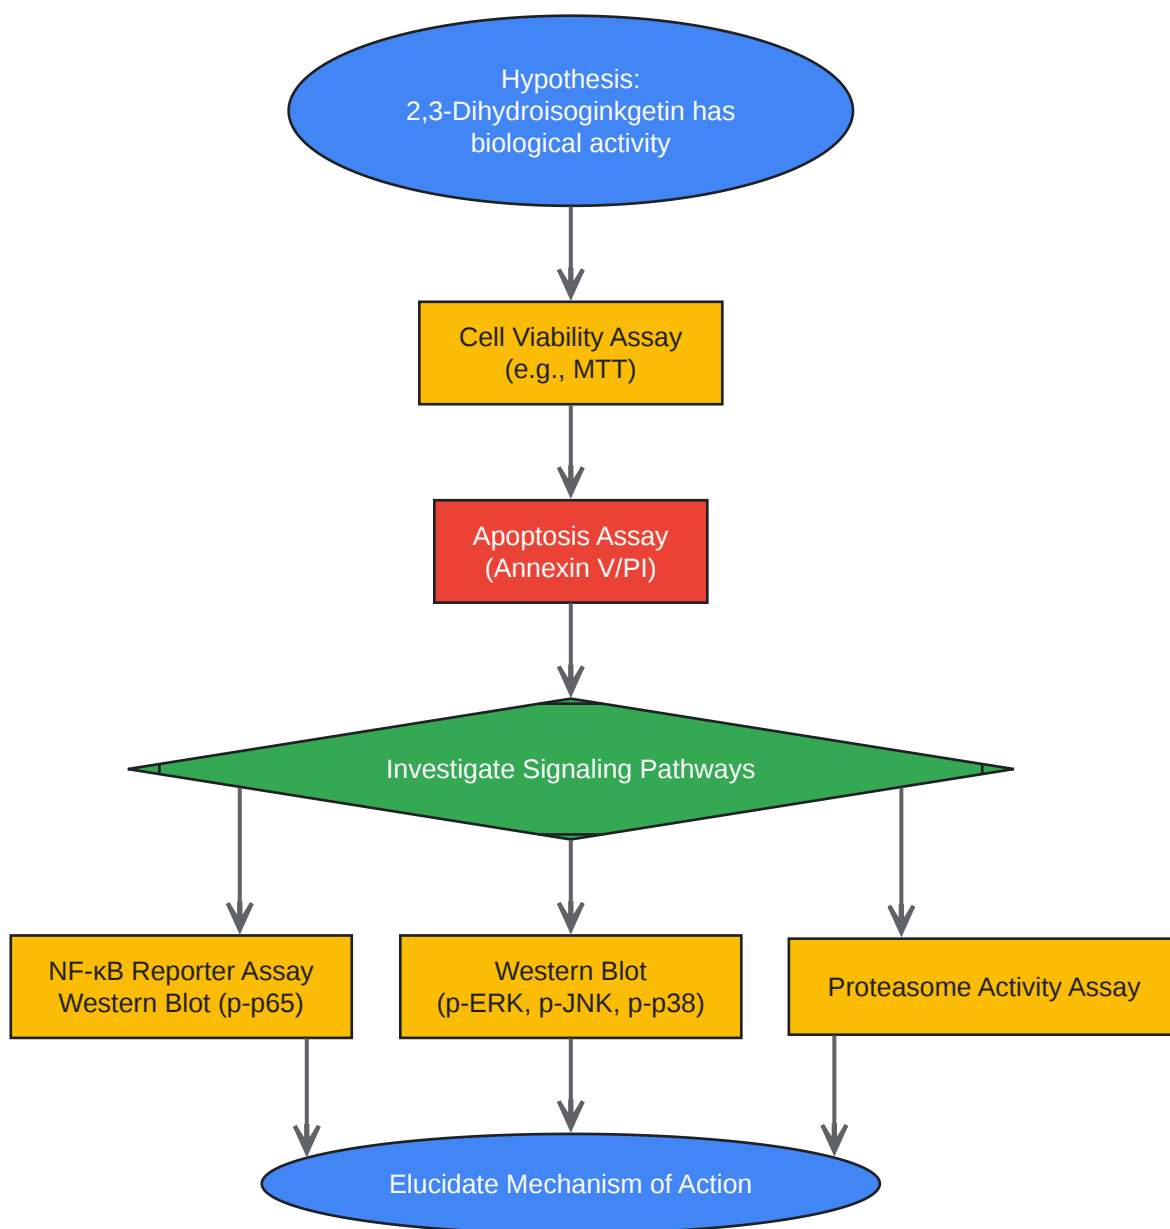 Hypothesis:
2,3-Dihydroisoginkgetin has
biological activity
Cell Viability Assay
(e.g., MTT)
Apoptosis Assay
(Annexin V/PI)
Investigate Signaling Pathways
NF-κB Reporter Assay
Western Blot (p-p65)
Western Blot
(p-ERK, p-JNK, p-p38)
Proteasome Activity Assay
Elucidate Mechanism of Action